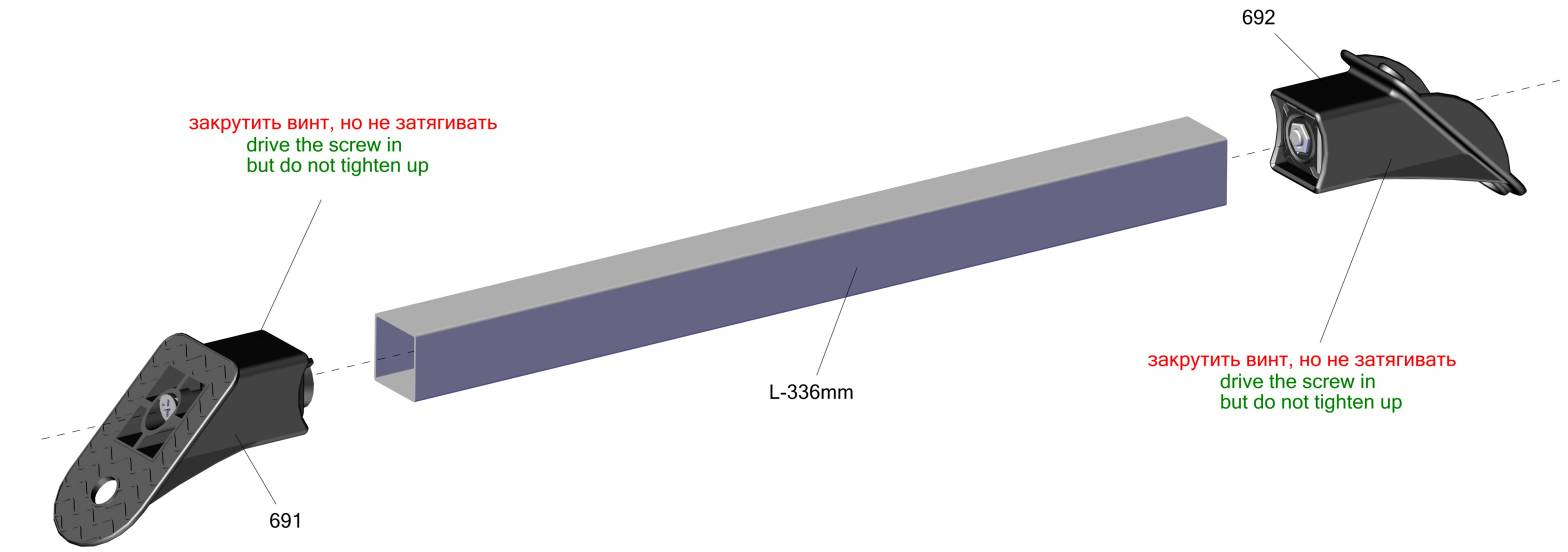 692
закрутить винт, но не затягивать
drive the screw in
but do not tighten up
закрутить винт, но не затягивать
drive the screw in
but do not tighten up
L-336mm
691